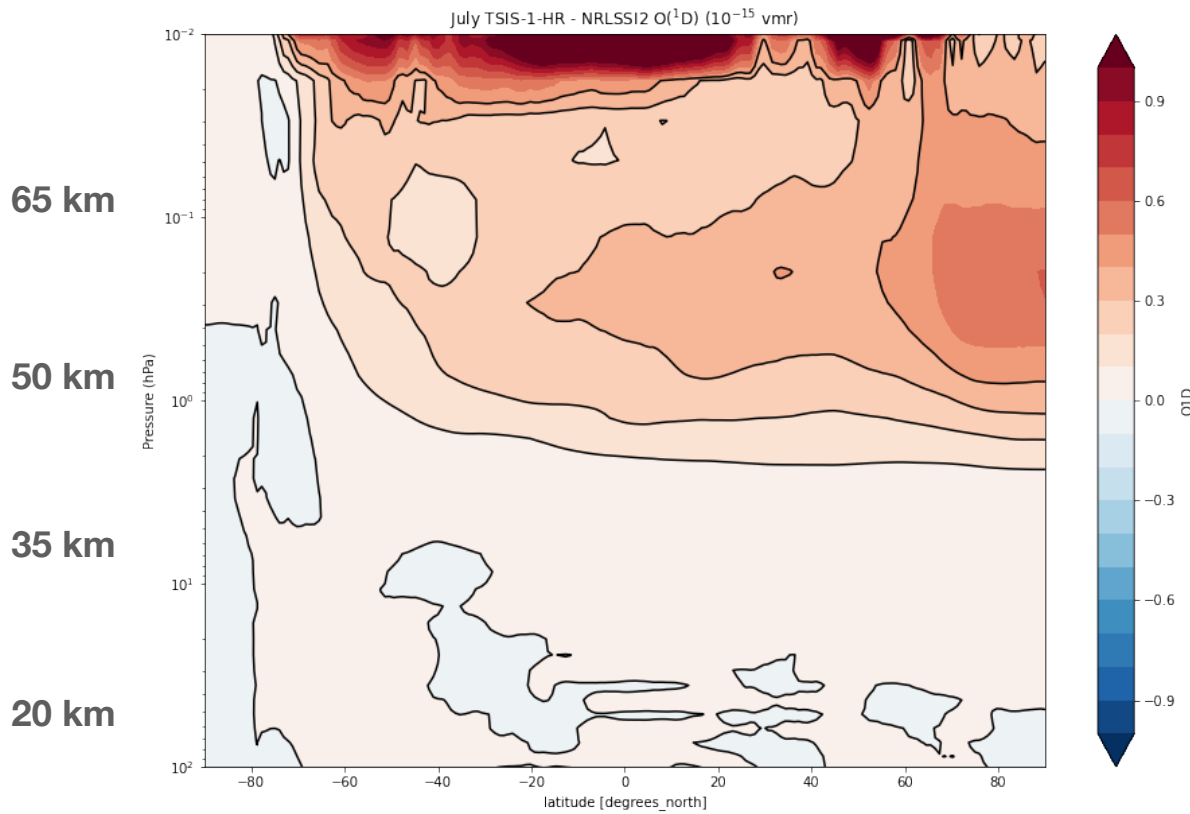 July TSIS-1-HR - NRLSSI2 O(¹D) (10⁻¹⁵ vmr)
65 km
50 km
35 km
20 km
Pressure (hPa)
10⁻²
10⁻¹
10⁰
10¹
10²
−80 −60 −40 −20 0 20 40 60 80
latitude [degrees_north]
0.9
0.6
0.3
0.0
−0.3
−0.6
−0.9
O1D